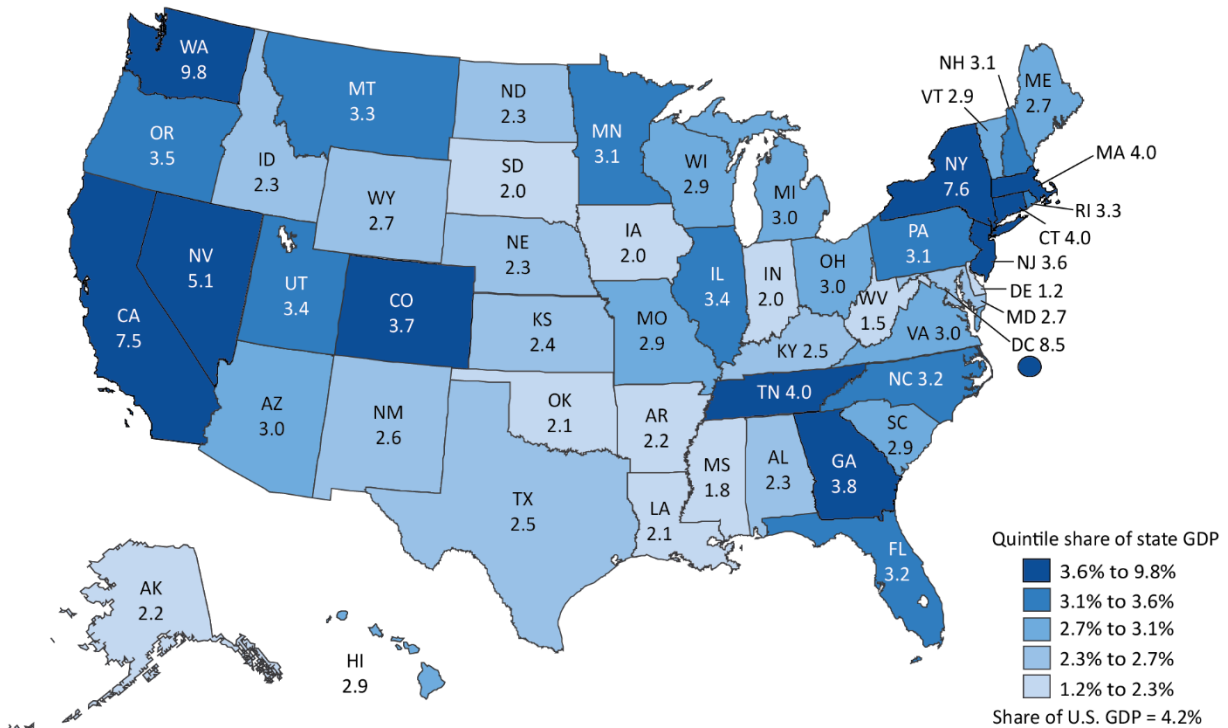 WA
9.8
MT
3.3
ND
2.3
MN
3.1
NH 3.1
VT 2.9
ME
2.7
OR
3.5
ID
2.3
SD
2.0
WI
2.9
MI
3.0
NY
7.6
MA 4.0
RI 3.3
CT 4.0
WY
2.7
NE
2.3
IA
2.0
PA
3.1
NJ 3.6
DE 1.2
MD 2.7
DC 8.5
NV
5.1
UT
3.4
CO
3.7
IL
3.4
IN
2.0
OH
3.0
WV
1.5
VA 3.0
CA
7.5
KS
2.4
MO
2.9
KY 2.5
AZ
3.0
NM
2.6
OK
2.1
AR
2.2
TN 4.0
NC 3.2
SC
2.9
MS
1.8
AL
2.3
GA
3.8
TX
2.5
LA
2.1
FL
3.2
AK
2.2
HI
2.9
Quintile share of state GDP
3.6% to 9.8%
3.1% to 3.6%
2.7% to 3.1%
2.3% to 2.7%
1.2% to 2.3%
Share of U.S. GDP = 4.2%